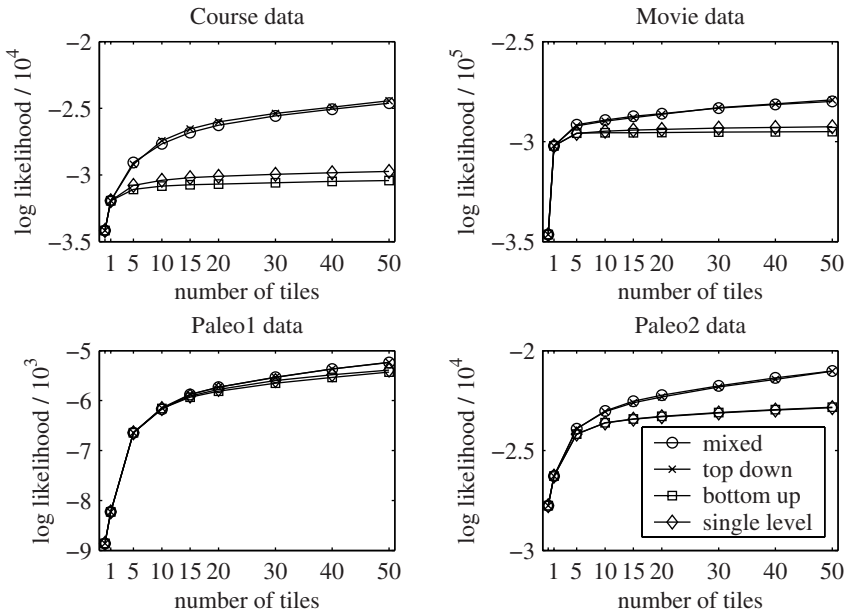 Course data
−2
−2.5
−3
−3.5
log likelihood / 10^4
1 5 10 15 20 30 40 50
number of tiles
Movie data
−2.5
−3
−3.5
log likelihood / 10^5
1 5 10 15 20 30 40 50
number of tiles
Paleo1 data
−5
−6
−7
−8
−9
log likelihood / 10^3
1 5 10 15 20 30 40 50
number of tiles
Paleo2 data
−2
−2.5
−3
log likelihood / 10^4
1 5 10 15 20 30 40 50
number of tiles
mixed
top down
bottom up
single level